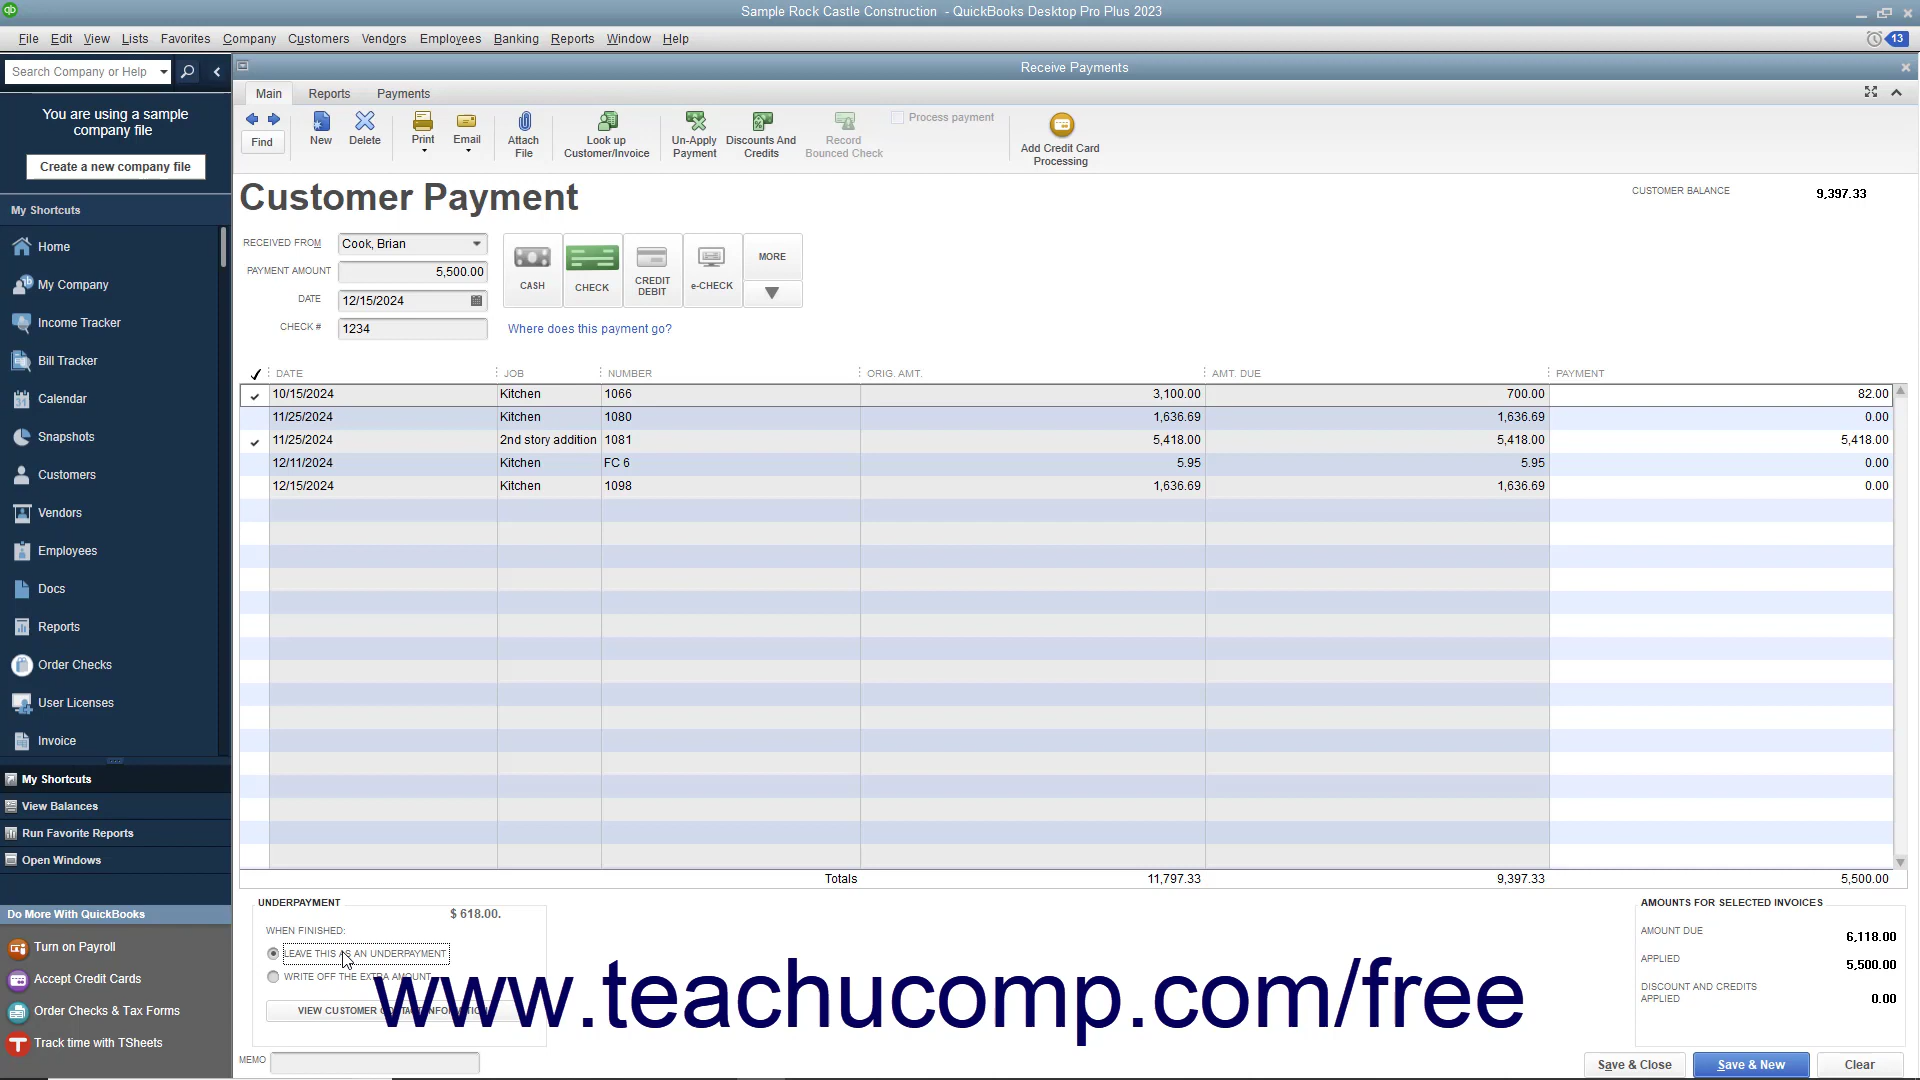 Sample Rock Castle Construction - QuickBooks Desktop Pro Plus 2023
File Edit View Lists Favorites Company Customers Vendors Employees Banking Reports Window Help
13
Search Company or Help
Receive Payments
You are using a sample
company file
Create a new company file
Main Reports Payments
Find
New
Delete
Print
Email
Attach
File
Look up
Customer/Invoice
Un-Apply
Payment
Discounts And
Credits
Record
Bounced Check
Process payment
Add Credit Card
Processing
My Shortcuts
Home
My Company
Income Tracker
Bill Tracker
Calendar
Snapshots
Customers
Vendors
Employees
Docs
Reports
Order Checks
User Licenses
Invoice
My Shortcuts
View Balances
Run Favorite Reports
Open Windows
Do More With QuickBooks
Turn on Payroll
Accept Credit Cards
Order Checks & Tax Forms
Track time with TSheets
Customer Payment
CUSTOMER BALANCE 9,397.33
RECEIVED FROM Cook, Brian
PAYMENT AMOUNT 5,500.00
DATE 12/15/2024
CHECK # 1234
CASH
CHECK
CREDIT
DEBIT
e-CHECK
MORE
Where does this payment go?
DATE JOB NUMBER ORIG. AMT. AMT. DUE PAYMENT
10/15/2024 Kitchen 1066 3,100.00 700.00 82.00
11/25/2024 Kitchen 1080 1,636.69 1,636.69 0.00
11/25/2024 2nd story addition 1081 5,418.00 5,418.00 5,418.00
12/11/2024 Kitchen FC 6 5.95 5.95 0.00
12/15/2024 Kitchen 1098 1,636.69 1,636.69 0.00
Totals 11,797.33 9,397.33 5,500.00
UNDERPAYMENT
$ 618.00.
WHEN FINISHED:
LEAVE THIS AS AN UNDERPAYMENT
WRITE OFF THE EXTRA AMOUNT
VIEW CUSTOMER CONTACT INFORMATION
MEMO
AMOUNTS FOR SELECTED INVOICES
AMOUNT DUE 6,118.00
APPLIED 5,500.00
DISCOUNT AND CREDITS
APPLIED 0.00
Save & Close Save & New Clear
www.teachucomp.com/free